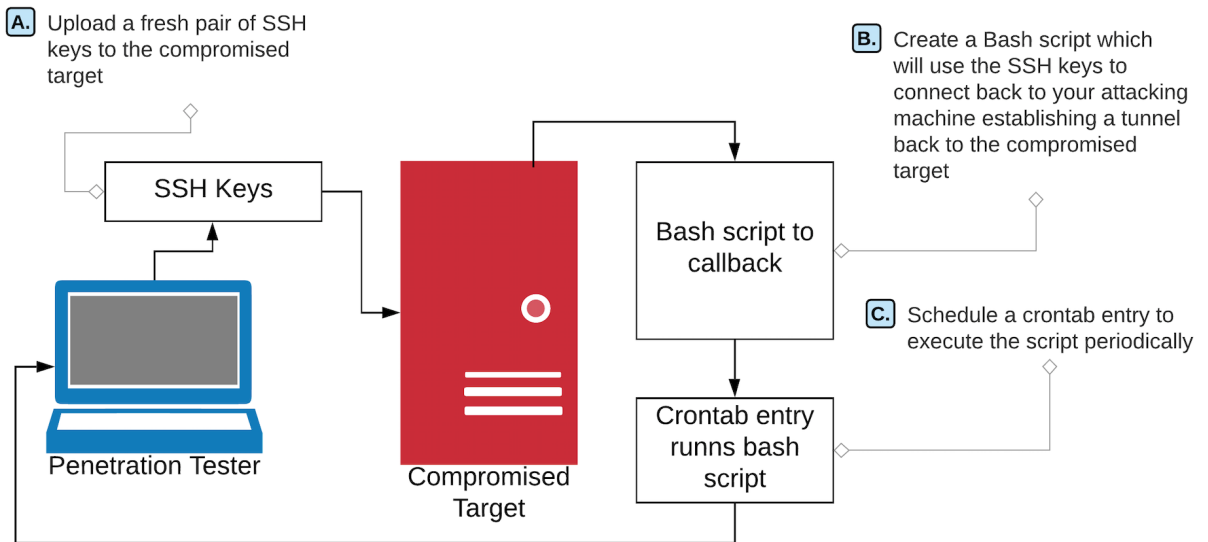 A.
Upload a fresh pair of SSH
keys to the compromised
target
B.
Create a Bash script which
will use the SSH keys to
connect back to your attacking
machine establishing a tunnel
back to the compromised
target
SSH Keys
Bash script to
callback
C.
Schedule a crontab entry to
execute the script periodically
Crontab entry
runns bash
script
Penetration Tester
Compromised
Target